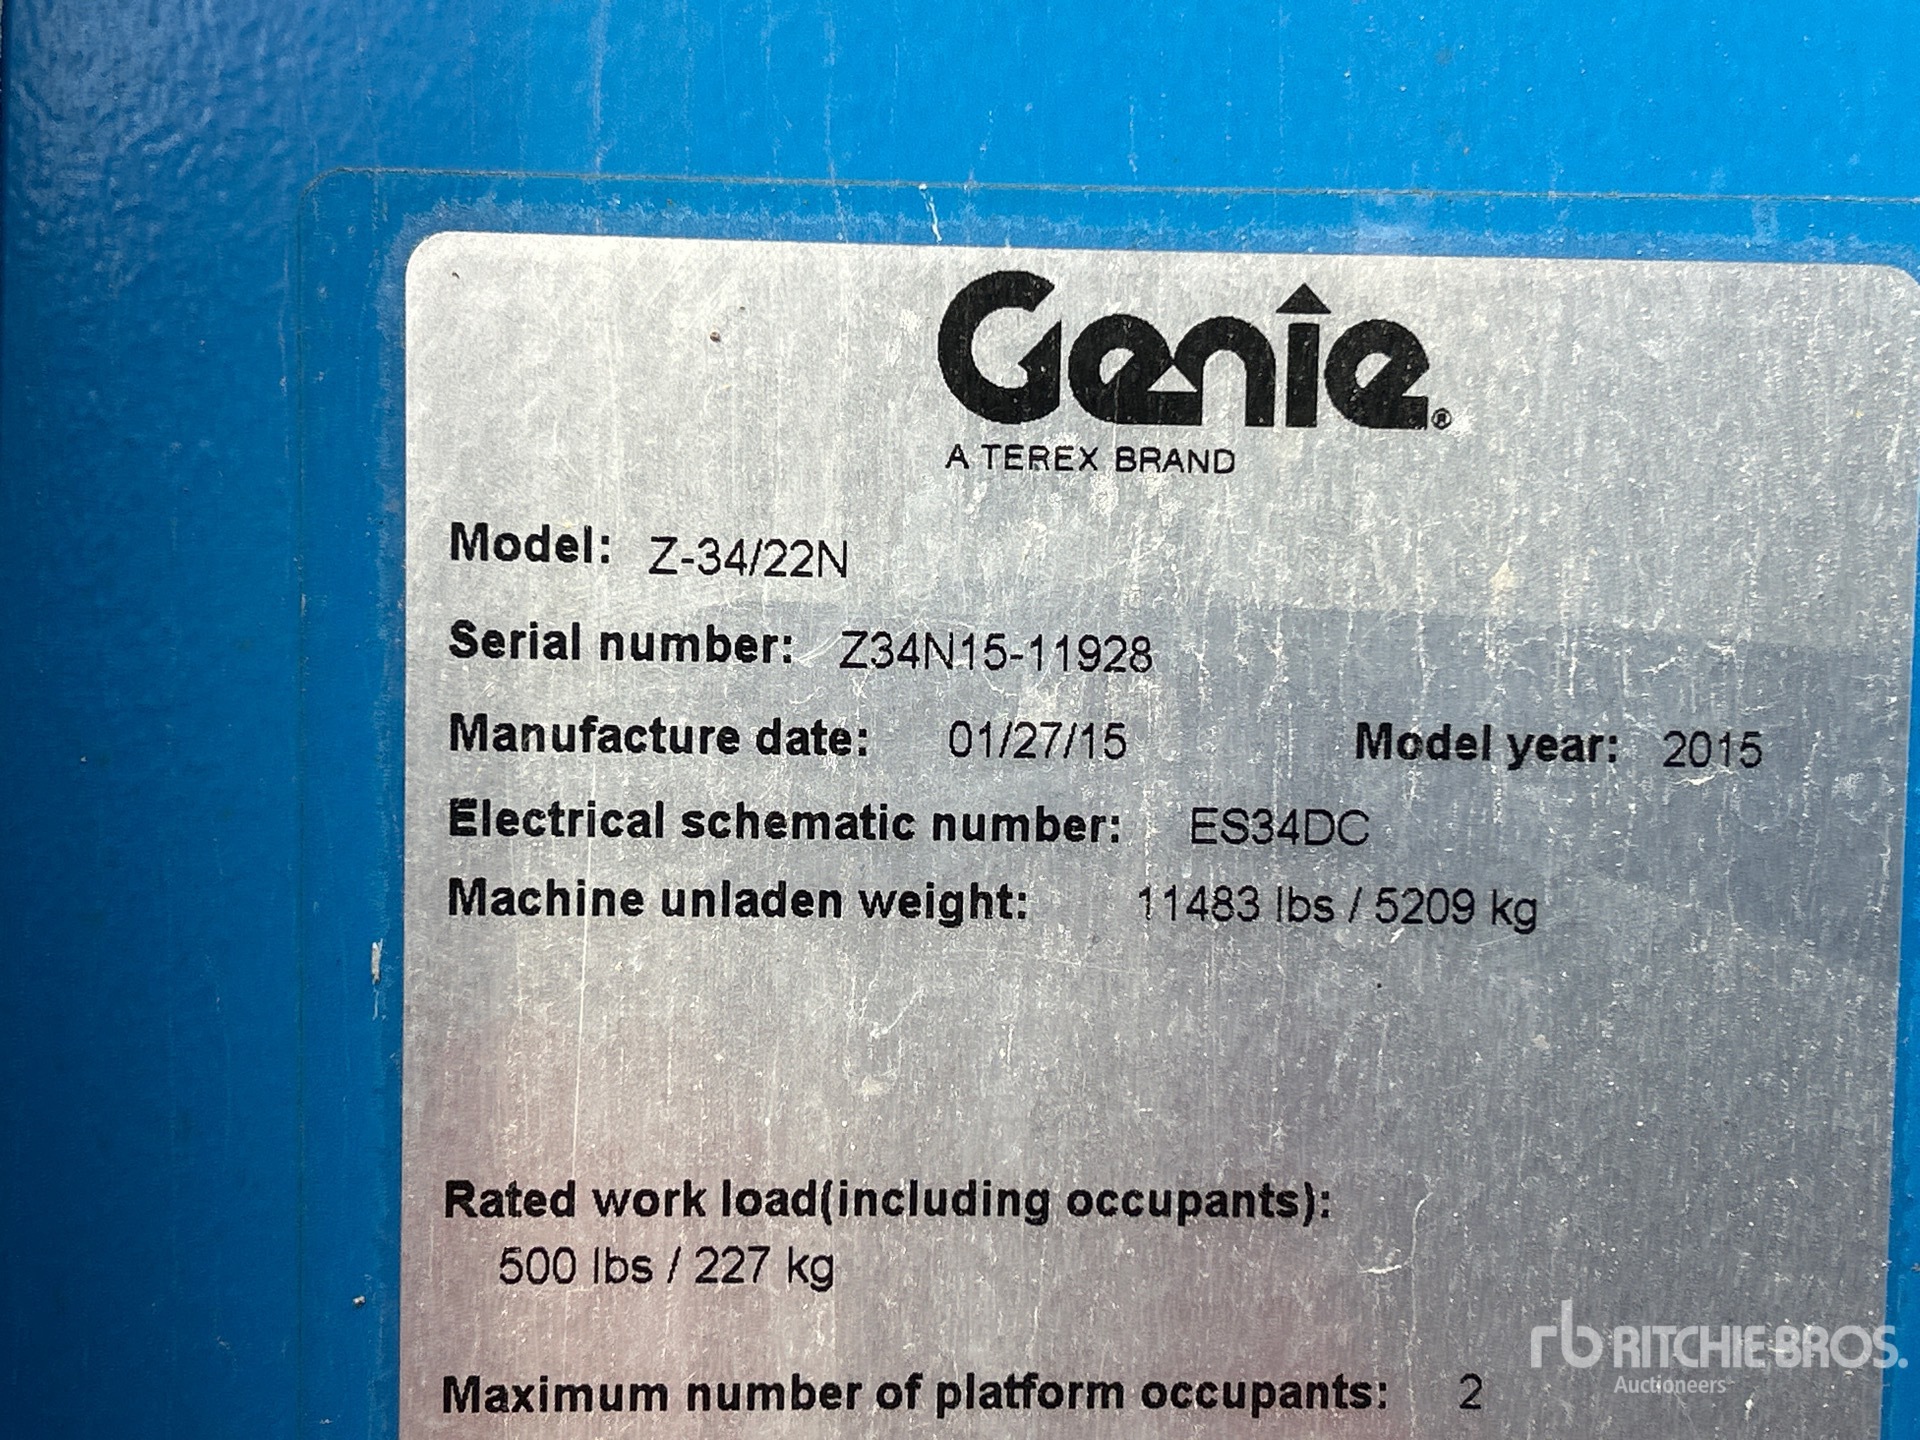 Genie®
A TEREX BRAND
Model: Z-34/22N
Serial number: Z34N15-11928
Manufacture date: 01/27/15 Model year: 2015
Electrical schematic number: ES34DC
Machine unladen weight: 11483 lbs / 5209 kg
Rated work load(including occupants):
500 lbs / 227 kg
Maximum number of platform occupants: 2
rb RITCHIE BROS.
Auctioneers